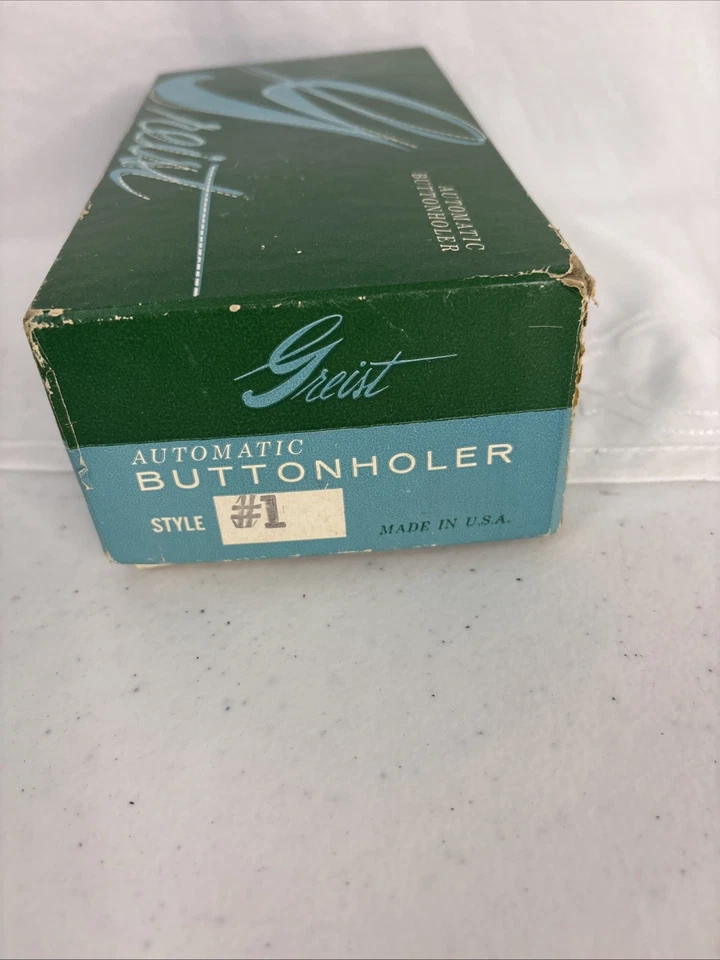 Greist
AUTOMATIC
BUTTONHOLER
Greist
AUTOMATIC
BUTTONHOLER
STYLE #1
MADE IN U.S.A.